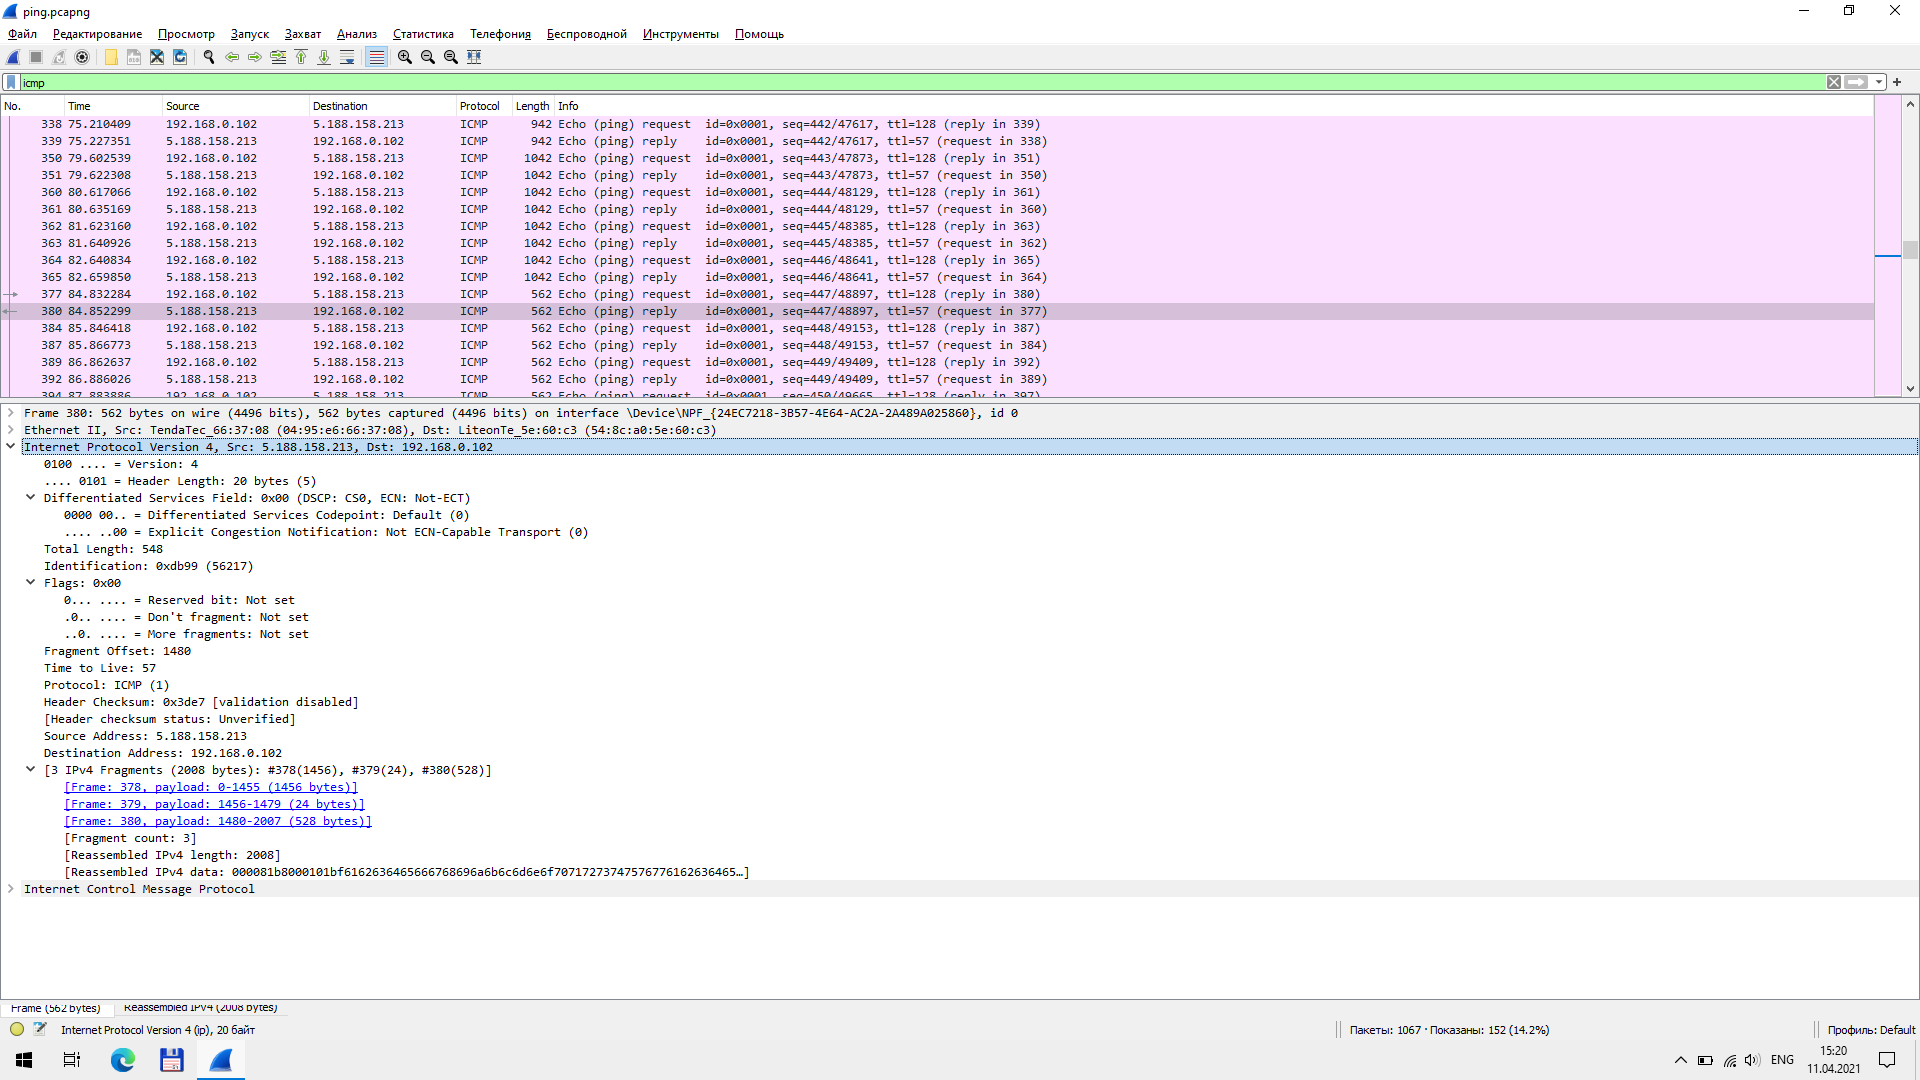 ping.pcapng
Файл Редактирование Просмотр Запуск Захват Анализ Статистика Телефония Беспроводной Инструменты Помощь
icmp
No. Time Source Destination Protocol Length Info
338 75.210409 192.168.0.102 5.188.158.213 ICMP 942 Echo (ping) request id=0x0001, seq=442/47617, ttl=128 (reply in 339)
339 75.227351 5.188.158.213 192.168.0.102 ICMP 942 Echo (ping) reply id=0x0001, seq=442/47617, ttl=57 (request in 338)
350 79.602539 192.168.0.102 5.188.158.213 ICMP 1042 Echo (ping) request id=0x0001, seq=443/47873, ttl=128 (reply in 351)
351 79.622308 5.188.158.213 192.168.0.102 ICMP 1042 Echo (ping) reply id=0x0001, seq=443/47873, ttl=57 (request in 350)
360 80.617066 192.168.0.102 5.188.158.213 ICMP 1042 Echo (ping) request id=0x0001, seq=444/48129, ttl=128 (reply in 361)
361 80.635169 5.188.158.213 192.168.0.102 ICMP 1042 Echo (ping) reply id=0x0001, seq=444/48129, ttl=57 (request in 360)
362 81.623160 192.168.0.102 5.188.158.213 ICMP 1042 Echo (ping) request id=0x0001, seq=445/48385, ttl=128 (reply in 363)
363 81.640926 5.188.158.213 192.168.0.102 ICMP 1042 Echo (ping) reply id=0x0001, seq=445/48385, ttl=57 (request in 362)
364 82.640834 192.168.0.102 5.188.158.213 ICMP 1042 Echo (ping) request id=0x0001, seq=446/48641, ttl=128 (reply in 365)
365 82.659850 5.188.158.213 192.168.0.102 ICMP 1042 Echo (ping) reply id=0x0001, seq=446/48641, ttl=57 (request in 364)
377 84.832284 192.168.0.102 5.188.158.213 ICMP 562 Echo (ping) request id=0x0001, seq=447/48897, ttl=128 (reply in 380)
380 84.852299 5.188.158.213 192.168.0.102 ICMP 562 Echo (ping) reply id=0x0001, seq=447/48897, ttl=57 (request in 377)
384 85.846418 192.168.0.102 5.188.158.213 ICMP 562 Echo (ping) request id=0x0001, seq=448/49153, ttl=128 (reply in 387)
387 85.866773 5.188.158.213 192.168.0.102 ICMP 562 Echo (ping) reply id=0x0001, seq=448/49153, ttl=57 (request in 384)
389 86.862637 192.168.0.102 5.188.158.213 ICMP 562 Echo (ping) request id=0x0001, seq=449/49409, ttl=128 (reply in 392)
392 86.886026 5.188.158.213 192.168.0.102 ICMP 562 Echo (ping) reply id=0x0001, seq=449/49409, ttl=57 (request in 389)
394 87.883886 192.168.0.102 5.188.158.213 ICMP 562 Echo (ping) request id=0x0001, seq=450/49665, ttl=128 (reply in 397)
Frame 380: 562 bytes on wire (4496 bits), 562 bytes captured (4496 bits) on interface \Device\NPF_{24EC7218-3B57-4E64-AC2A-2A489A025860}, id 0
Ethernet II, Src: TendaTec_66:37:08 (04:95:e6:66:37:08), Dst: LiteonTe_5e:60:c3 (54:8c:a0:5e:60:c3)
Internet Protocol Version 4, Src: 5.188.158.213, Dst: 192.168.0.102
0100 .... = Version: 4
.... 0101 = Header Length: 20 bytes (5)
Differentiated Services Field: 0x00 (DSCP: CS0, ECN: Not-ECT)
0000 00.. = Differentiated Services Codepoint: Default (0)
.... ..00 = Explicit Congestion Notification: Not ECN-Capable Transport (0)
Total Length: 548
Identification: 0xdb99 (56217)
Flags: 0x00
0... .... = Reserved bit: Not set
.0.. .... = Don't fragment: Not set
..0. .... = More fragments: Not set
Fragment Offset: 1480
Time to Live: 57
Protocol: ICMP (1)
Header Checksum: 0x3de7 [validation disabled]
[Header checksum status: Unverified]
Source Address: 5.188.158.213
Destination Address: 192.168.0.102
[3 IPv4 Fragments (2008 bytes): #378(1456), #379(24), #380(528)]
[Frame: 378, payload: 0-1455 (1456 bytes)]
[Frame: 379, payload: 1456-1479 (24 bytes)]
[Frame: 380, payload: 1480-2007 (528 bytes)]
[Fragment count: 3]
[Reassembled IPv4 length: 2008]
[Reassembled IPv4 data: 000081b8000101bf6162636465666768696a6b6c6d6e6f70717273747576776162636465…]
Internet Control Message Protocol
Frame (562 bytes) Reassembled IPv4 (2008 bytes)
Internet Protocol Version 4 (ip), 20 байт
Пакеты: 1067 · Показаны: 152 (14.2%)
Профиль: Default
ENG
15:20
11.04.2021